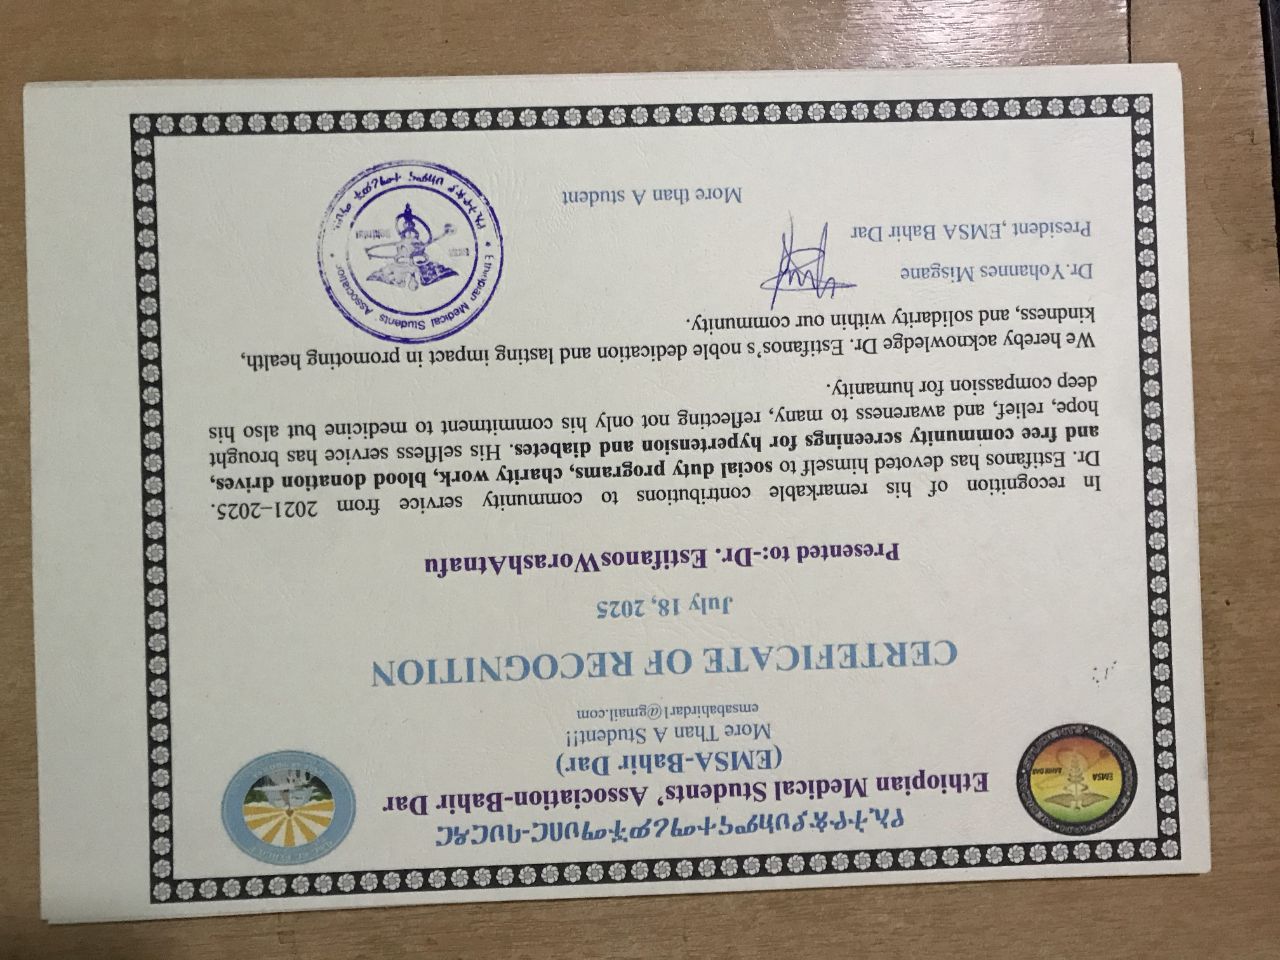 የኢትዮጵያህክምናተማሪዎችማህበር-ባህርዳር
Ethiopian Medical Students’ Association-Bahir Dar
(EMSA-Bahir Dar)
More Than A Student!!
emsabahirdar1@gmail.com
EMSA BAHIR DAR
CERTEFICATE OF RECOGNITION
July 18, 2025
Presented to:-Dr. EstifanosWorashAtnafu
In recognition of his remarkable contributions to community service from 2021–2025.
Dr. Estifanos has devoted himself to social duty programs, charity work, blood donation drives,
and free community screenings for hypertension and diabetes. His selfless service has brought
hope, relief, and awareness to many, reflecting not only his commitment to medicine but also his
deep compassion for humanity.
We hereby acknowledge Dr. Estifanos’s noble dedication and lasting impact in promoting health,
kindness, and solidarity within our community.
Dr.Yohannes Misgane
President ,EMSA Bahir Dar
More than A student
Ethiopian Medical Students' Association
የኢትዮጵያ ህክምና ተማሪዎች ማህበር